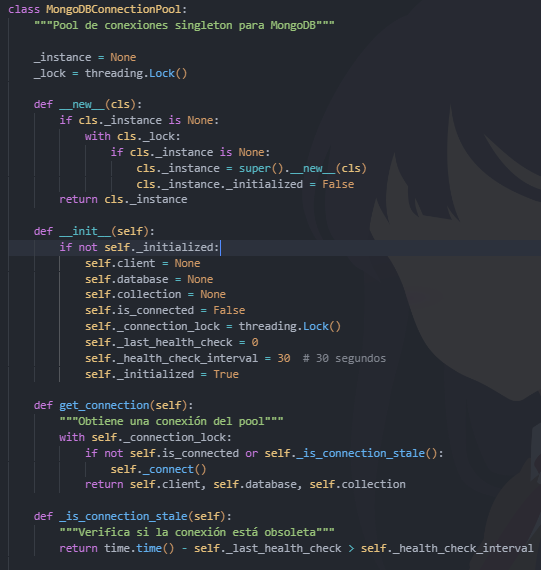 class MongoDBConnectionPool:
    """Pool de conexiones singleton para MongoDB"""

    _instance = None
    _lock = threading.Lock()

    def __new__(cls):
        if cls._instance is None:
            with cls._lock:
                if cls._instance is None:
                    cls._instance = super().__new__(cls)
                    cls._instance._initialized = False
        return cls._instance

    def __init__(self):
        if not self._initialized:
            self.client = None
            self.database = None
            self.collection = None
            self.is_connected = False
            self._connection_lock = threading.Lock()
            self._last_health_check = 0
            self._health_check_interval = 30  # 30 segundos
            self._initialized = True

    def get_connection(self):
        """Obtiene una conexión del pool"""
        with self._connection_lock:
            if not self.is_connected or self._is_connection_stale():
                self._connect()
            return self.client, self.database, self.collection

    def _is_connection_stale(self):
        """Verifica si la conexión está obsoleta"""
        return time.time() - self._last_health_check > self._health_check_interval